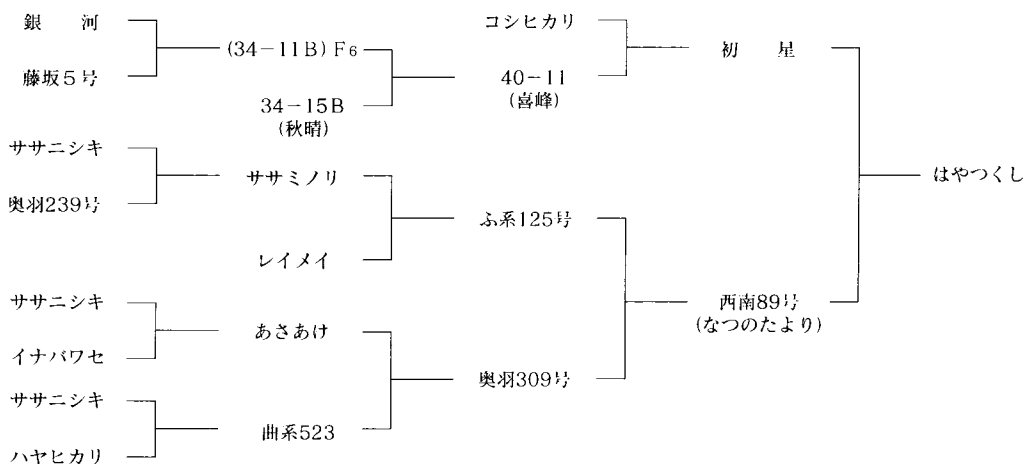 銀　河
藤坂5号
(34-11B) F6
34-15B
(秋晴)
コシヒカリ
40-11
(喜峰)
初　星
ササニシキ
奥羽239号
ササミノリ
レイメイ
ふ系125号
ササニシキ
イナバワセ
あさあけ
ササニシキ
ハヤヒカリ
曲系523
奥羽309号
西南89号
(なつのたより)
はやつくし